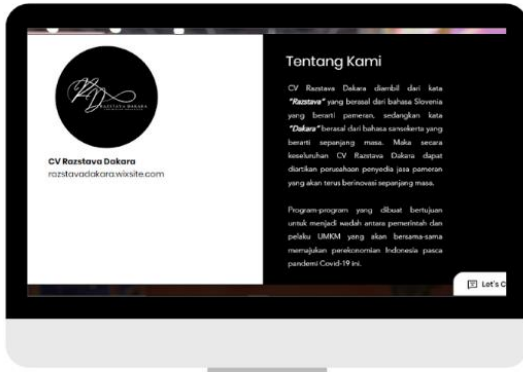 RD
RAZSTAVA DAKARA
CV Razstava Dakara
razstavadakara.wixsite.com
Tentang Kami
CV Razstava Dakara diambil dari kata
"Razstava" yang berasal dari bahasa Slovenia
yang berarti pameran, sedangkan kata
"Dakara" berasal dari bahasa sansekerta yang
berarti sepanjang masa. Maka secara
keseluruhan CV Razstava Dakara dapat
diartikan perusahaan penyedia jasa pameran
yang akan terus berinovasi sepanjang masa.
Program-program yang dibuat bertujuan
untuk menjadi wadah antara pemerintah dan
pelaku UMKM yang akan bersama-sama
memajukan perekonomian Indonesia pasca
pandemi Covid-19 ini.
Let's C